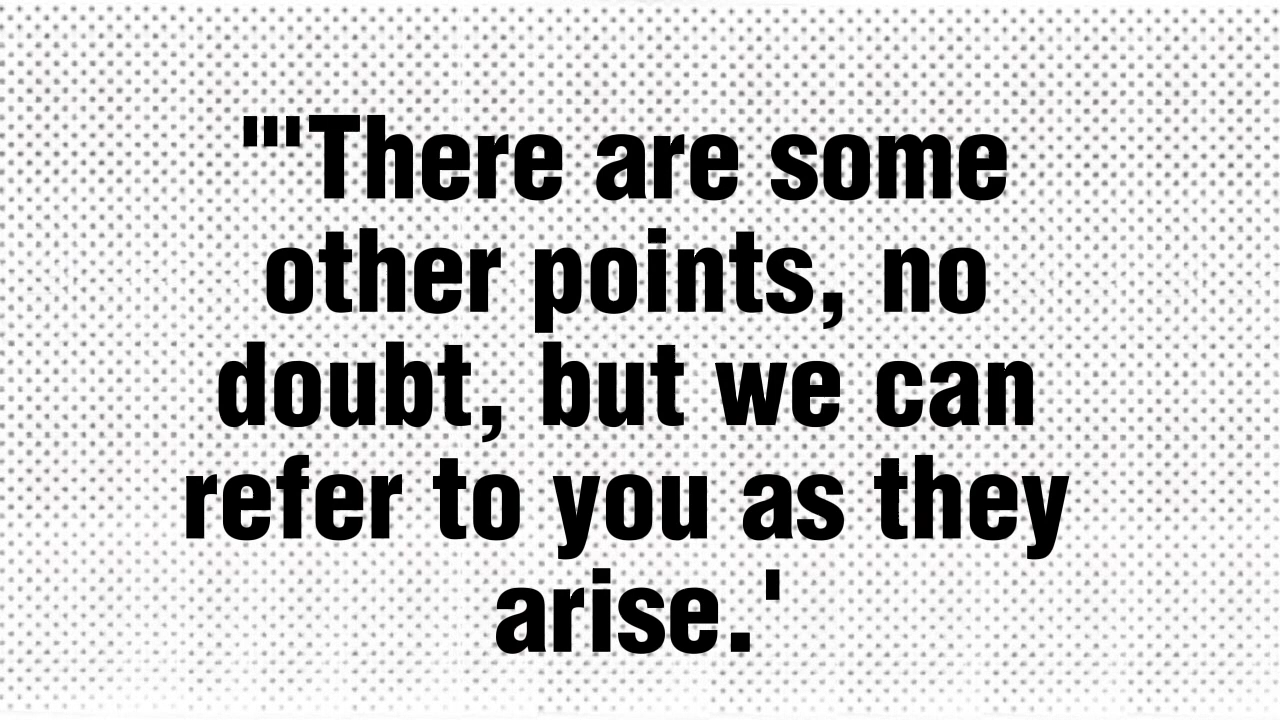 "'There are some
other points, no
doubt, but we can
refer to you as they
arise.'